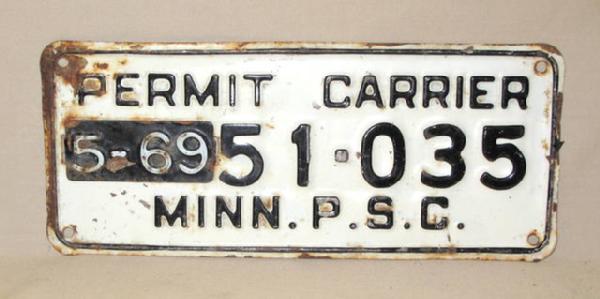 PERMIT CARRIER
5-69 51·035
MINN. P.S.C.